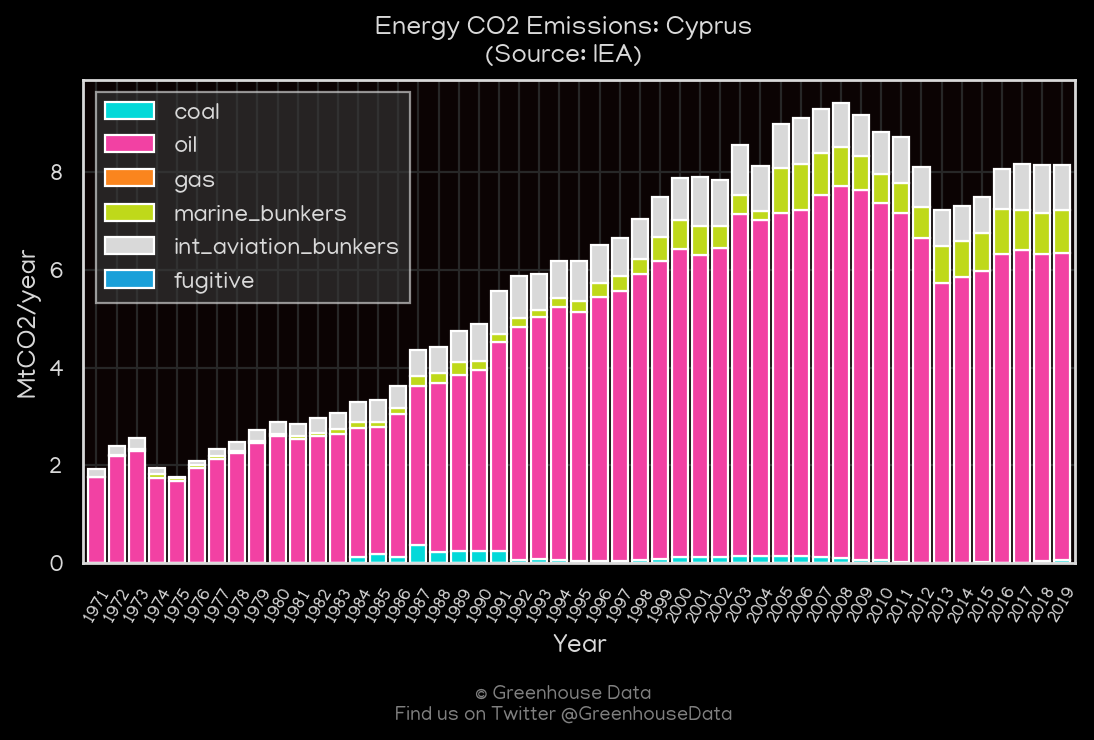 Energy CO2 Emissions: Cyprus
(Source: IEA)
coal
oil
gas
marine_bunkers
int_aviation_bunkers
fugitive
MtCO2/year
8
6
4
2
0
1971 1972 1973 1974 1975 1976 1977 1978 1979 1980 1981 1982 1983 1984 1985 1986 1987 1988 1989 1990 1991 1992 1993 1994 1995 1996 1997 1998 1999 2000 2001 2002 2003 2004 2005 2006 2007 2008 2009 2010 2011 2012 2013 2014 2015 2016 2017 2018 2019
Year
© Greenhouse Data
Find us on Twitter @GreenhouseData